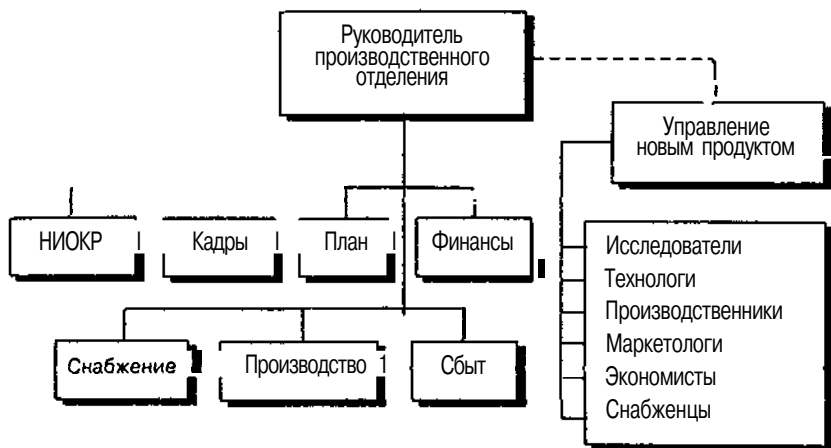 Руководитель
производственного
отделения
Управление
новым продуктом
НИОКР
Кадры
План
Финансы
Исследователи
Технологи
Производственники
Маркетологи
Экономисты
Снабженцы
Снабжение
Производство 1
Сбыт